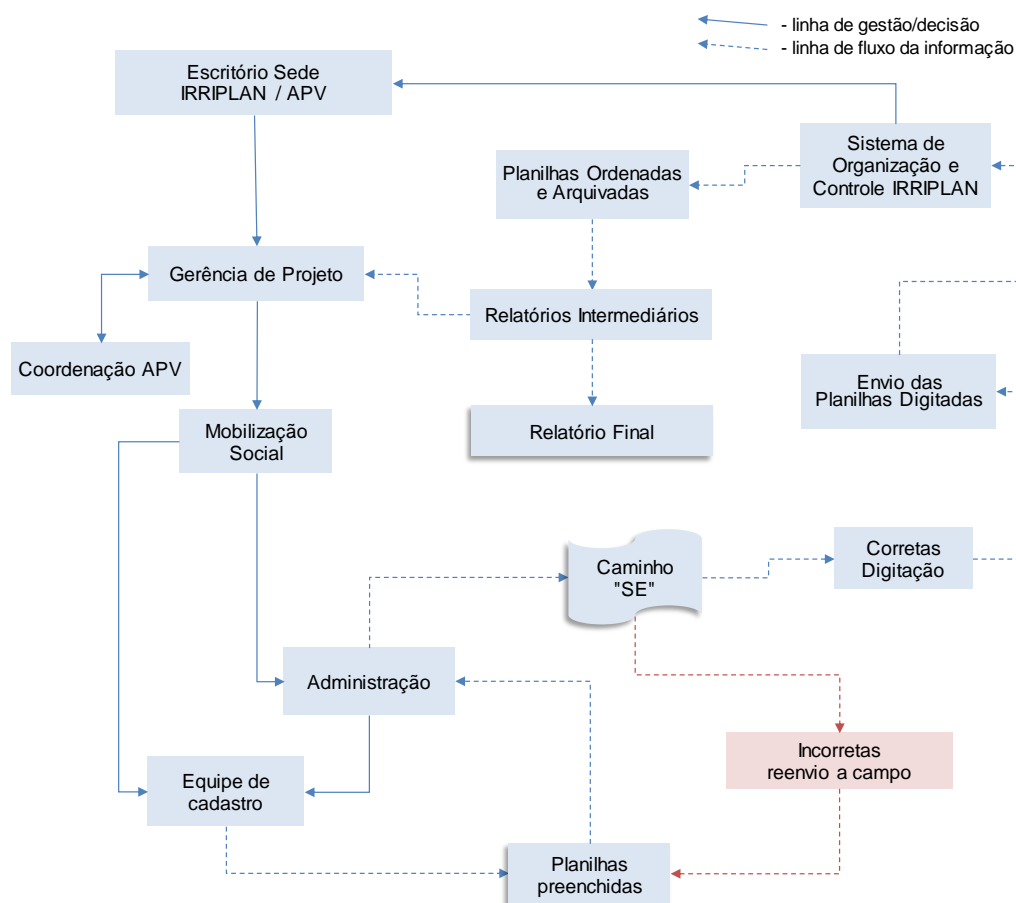 - linha de gestão/decisão
- linha de fluxo da informação
Escritório Sede
IRRIPLAN / APV
Sistema de
Organização e
Controle IRRIPLAN
Planilhas Ordenadas
e Arquivadas
Gerência de Projeto
Relatórios Intermediários
Coordenação APV
Envio das
Planilhas Digitadas
Mobilização
Social
Relatório Final
Caminho
"SE"
Corretas
Digitação
Administração
Incorretas
reenvio a campo
Equipe de
cadastro
Planilhas
preenchidas